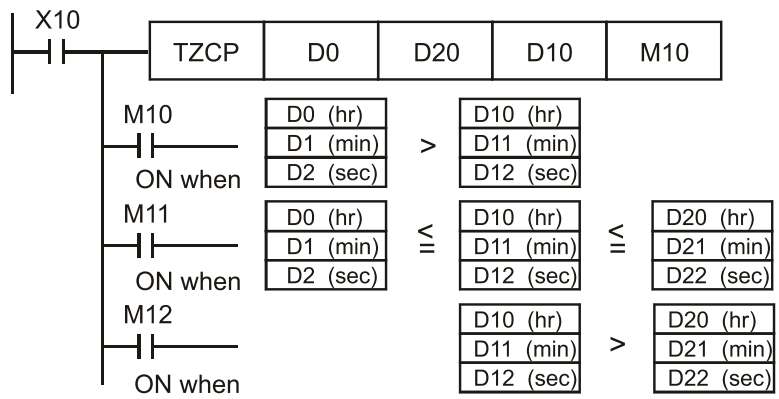 X10
TZCP D0 D20 D10 M10
M10
D0 (hr) D10 (hr)
D1 (min) > D11 (min)
D2 (sec) D12 (sec)
ON when
M11
D0 (hr) D10 (hr) D20 (hr)
D1 (min) ≦ D11 (min) ≦ D21 (min)
D2 (sec) D12 (sec) D22 (sec)
ON when
M12
D10 (hr) D20 (hr)
D11 (min) > D21 (min)
D12 (sec) D22 (sec)
ON when